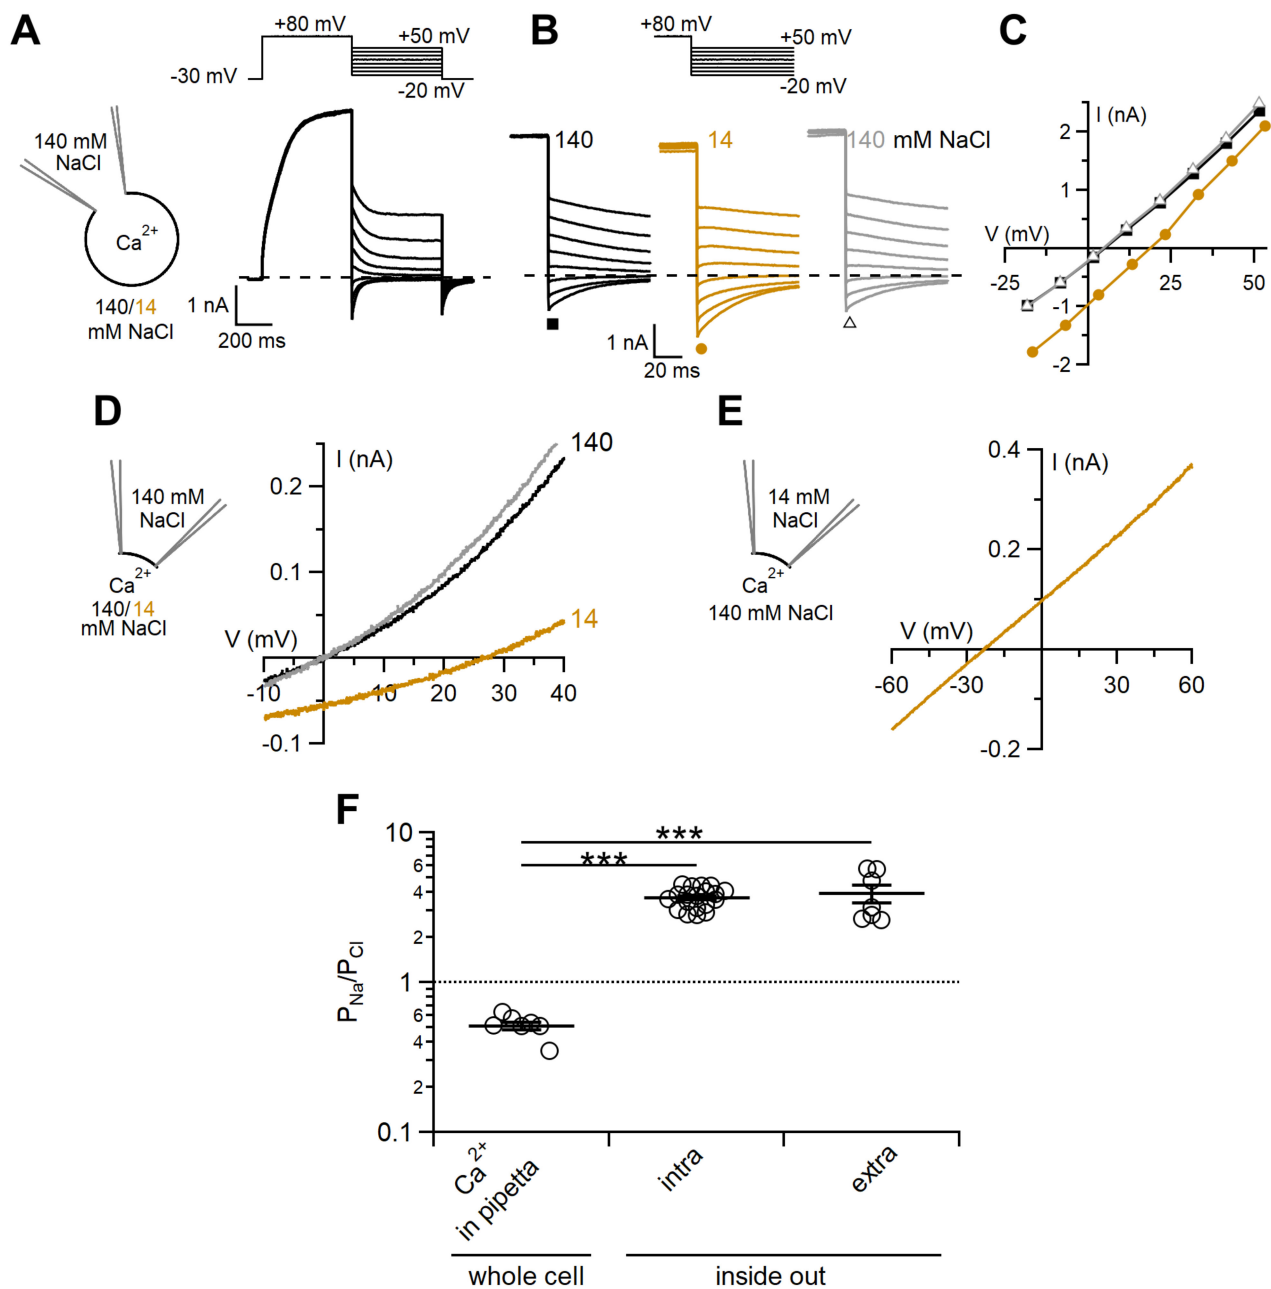 A
+80 mV
+50 mV
-30 mV
-20 mV
140 mM
NaCl
Ca2+
140/14
mM NaCl
1 nA
200 ms
B
+80 mV
+50 mV
-20 mV
140
14
140 mM NaCl
1 nA
20 ms
C
I (nA)
2
1
V (mV)
-25
25
50
-1
-2
D
140 mM
NaCl
Ca2+
140/14
mM NaCl
I (nA)
140
0.2
0.1
14
V (mV)
-10
10
20
30
40
-0.1
E
14 mM
NaCl
Ca2+
140 mM NaCl
0.4
I (nA)
0.2
V (mV)
-60
-30
30
60
-0.2
F
10
6
4
2
1
6
4
2
0.1
PNa/PCl
***
***
Ca2+
in pipetta
intra
extra
whole cell
inside out